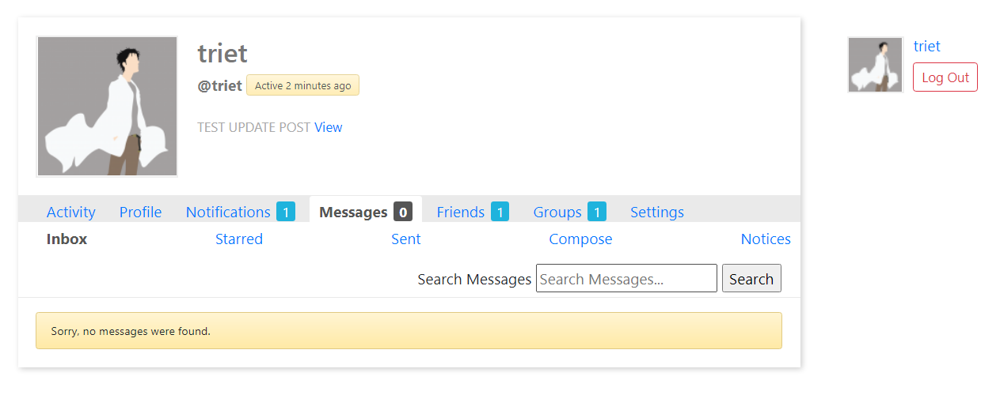 triet
@triet Active 2 minutes ago
TEST UPDATE POST View
triet
Log Out
Activity Profile Notifications 1 Messages 0 Friends 1 Groups 1 Settings
Inbox Starred Sent Compose Notices
Search Messages Search Messages... Search
Sorry, no messages were found.